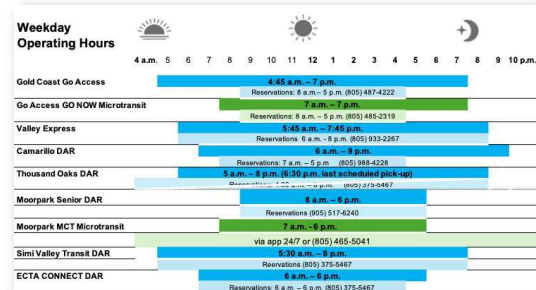 Weekday
Operating Hours
4 a.m. 5 6 7 8 9 10 11 12 1 2 3 4 5 6 7 8 9 10 p.m.
Gold Coast Go Access 4:45 a.m. – 7 p.m.
Reservations: 8 a.m.– 5 p.m. (805) 487-4222
Go Access GO NOW Microtransit 7 a.m. – 7 p.m.
Reservations: 8 a.m. – 5 p.m. (805) 485-2319
Valley Express 5:45 a.m. – 7:45 p.m.
Reservations 6 a.m. - 8 p.m. (805) 933-2267
Camarillo DAR 6 a.m. – 9 p.m.
Reservations: 7 a.m. – 5 p.m (805) 988-4228
Thousand Oaks DAR 5 a.m. – 8 p.m. (6:30 p.m. last scheduled pick-up)
(805) 375-5467
Moorpark Senior DAR 8 a.m. – 6 p.m.
Reservations (905) 517-6240
Moorpark MCT Microtransit 7 a.m. - 6 p.m.
via app 24/7 or (805) 465-5041
Simi Valley Transit DAR 5:30 a.m. – 8 p.m.
Reervations (805) 375-5467
ECTA CONNECT DAR 6 a.m. – 6 p.m.
Reservations: 6 a.m. – 6 p.m. (805) 375-5467